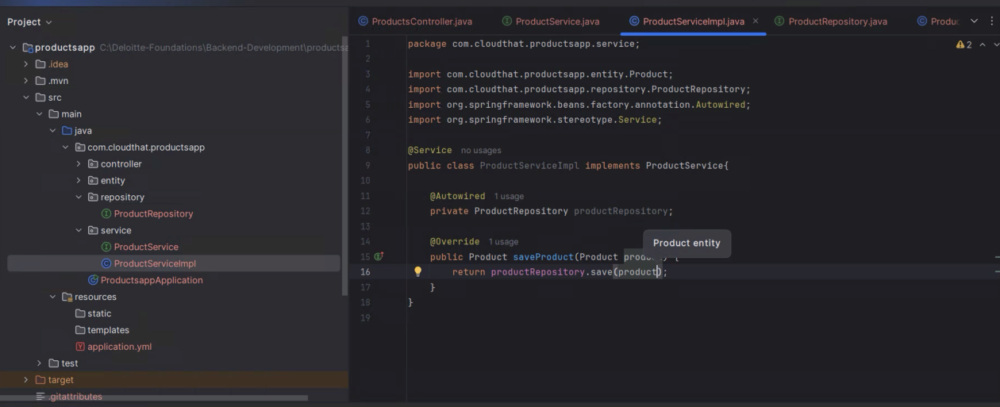 Project
productsapp C:\Deloitte-Foundations\Backend-Development\productsa
.idea
.mvn
src
main
java
com.cloudthat.productsapp
controller
entity
repository
ProductRepository
service
ProductService
ProductServiceImpl
ProductsappApplication
resources
static
templates
application.yml
test
target
.gitattributes
ProductsController.java
ProductService.java
ProductServiceImpl.java
ProductRepository.java
Produc
2
1 package com.cloudthat.productsapp.service;
2
3 import com.cloudthat.productsapp.entity.Product;
4 import com.cloudthat.productsapp.repository.ProductRepository;
5 import org.springframework.beans.factory.annotation.Autowired;
6 import org.springframework.stereotype.Service;
7
8 @Service no usages
9 public class ProductServiceImpl implements ProductService{
10
11 @Autowired 1 usage
12 private ProductRepository productRepository;
13
14 @Override 1 usage
Product entity
15 public Product saveProduct(Product produ ) {
16 return productRepository.save(product);
17 }
18 }
19